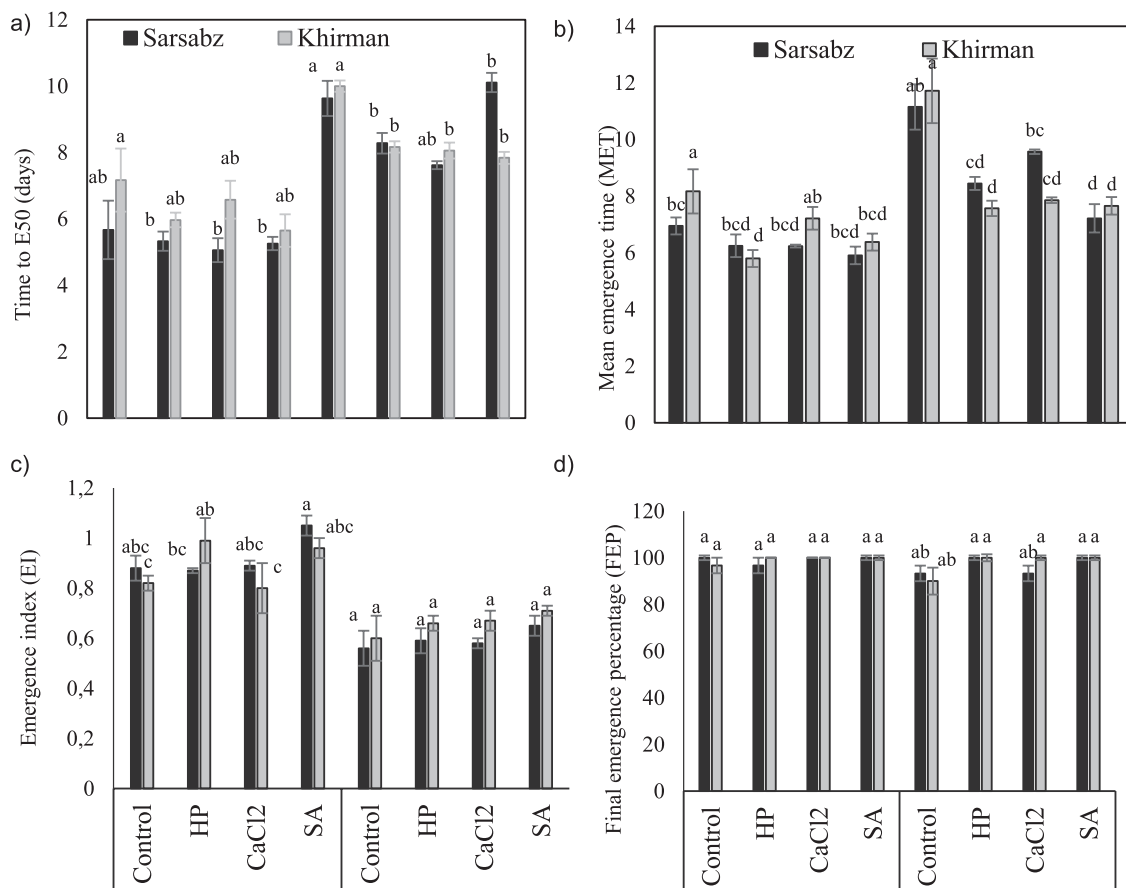 a)
Time to E50 (days)
12
10
8
6
4
2
0
Sarsabz Khirman
ab a b ab b ab b ab a a b b ab b b b
b)
Mean emergence time (MET)
14
12
10
8
6
4
2
0
Sarsabz Khirman
bc a bcd d bcd ab bcd bcd ab a cd d bc cd d d
c)
Emergence index (EI)
1,2
1
0,8
0,6
0,4
0,2
0
abc c bc ab abc c a abc a a a a a a a a
Control HP CaCl2 SA Control HP CaCl2 SA
d)
Final emergence percentage (FEP)
120
100
80
60
40
20
0
a a a a a a a a ab ab a a ab a a a
Control HP CaCl2 SA Control HP CaCl2 SA